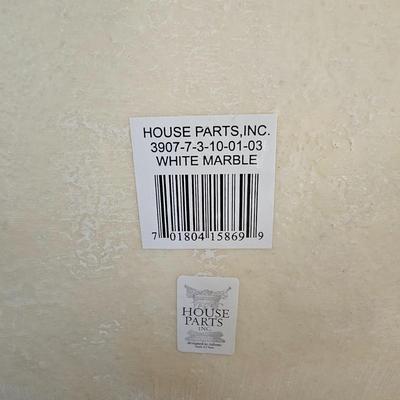 HOUSE PARTS,INC.
3907-7-3-10-01-03
WHITE MARBLE
7 01804 15869 9
HOUSE
PARTS
INC.